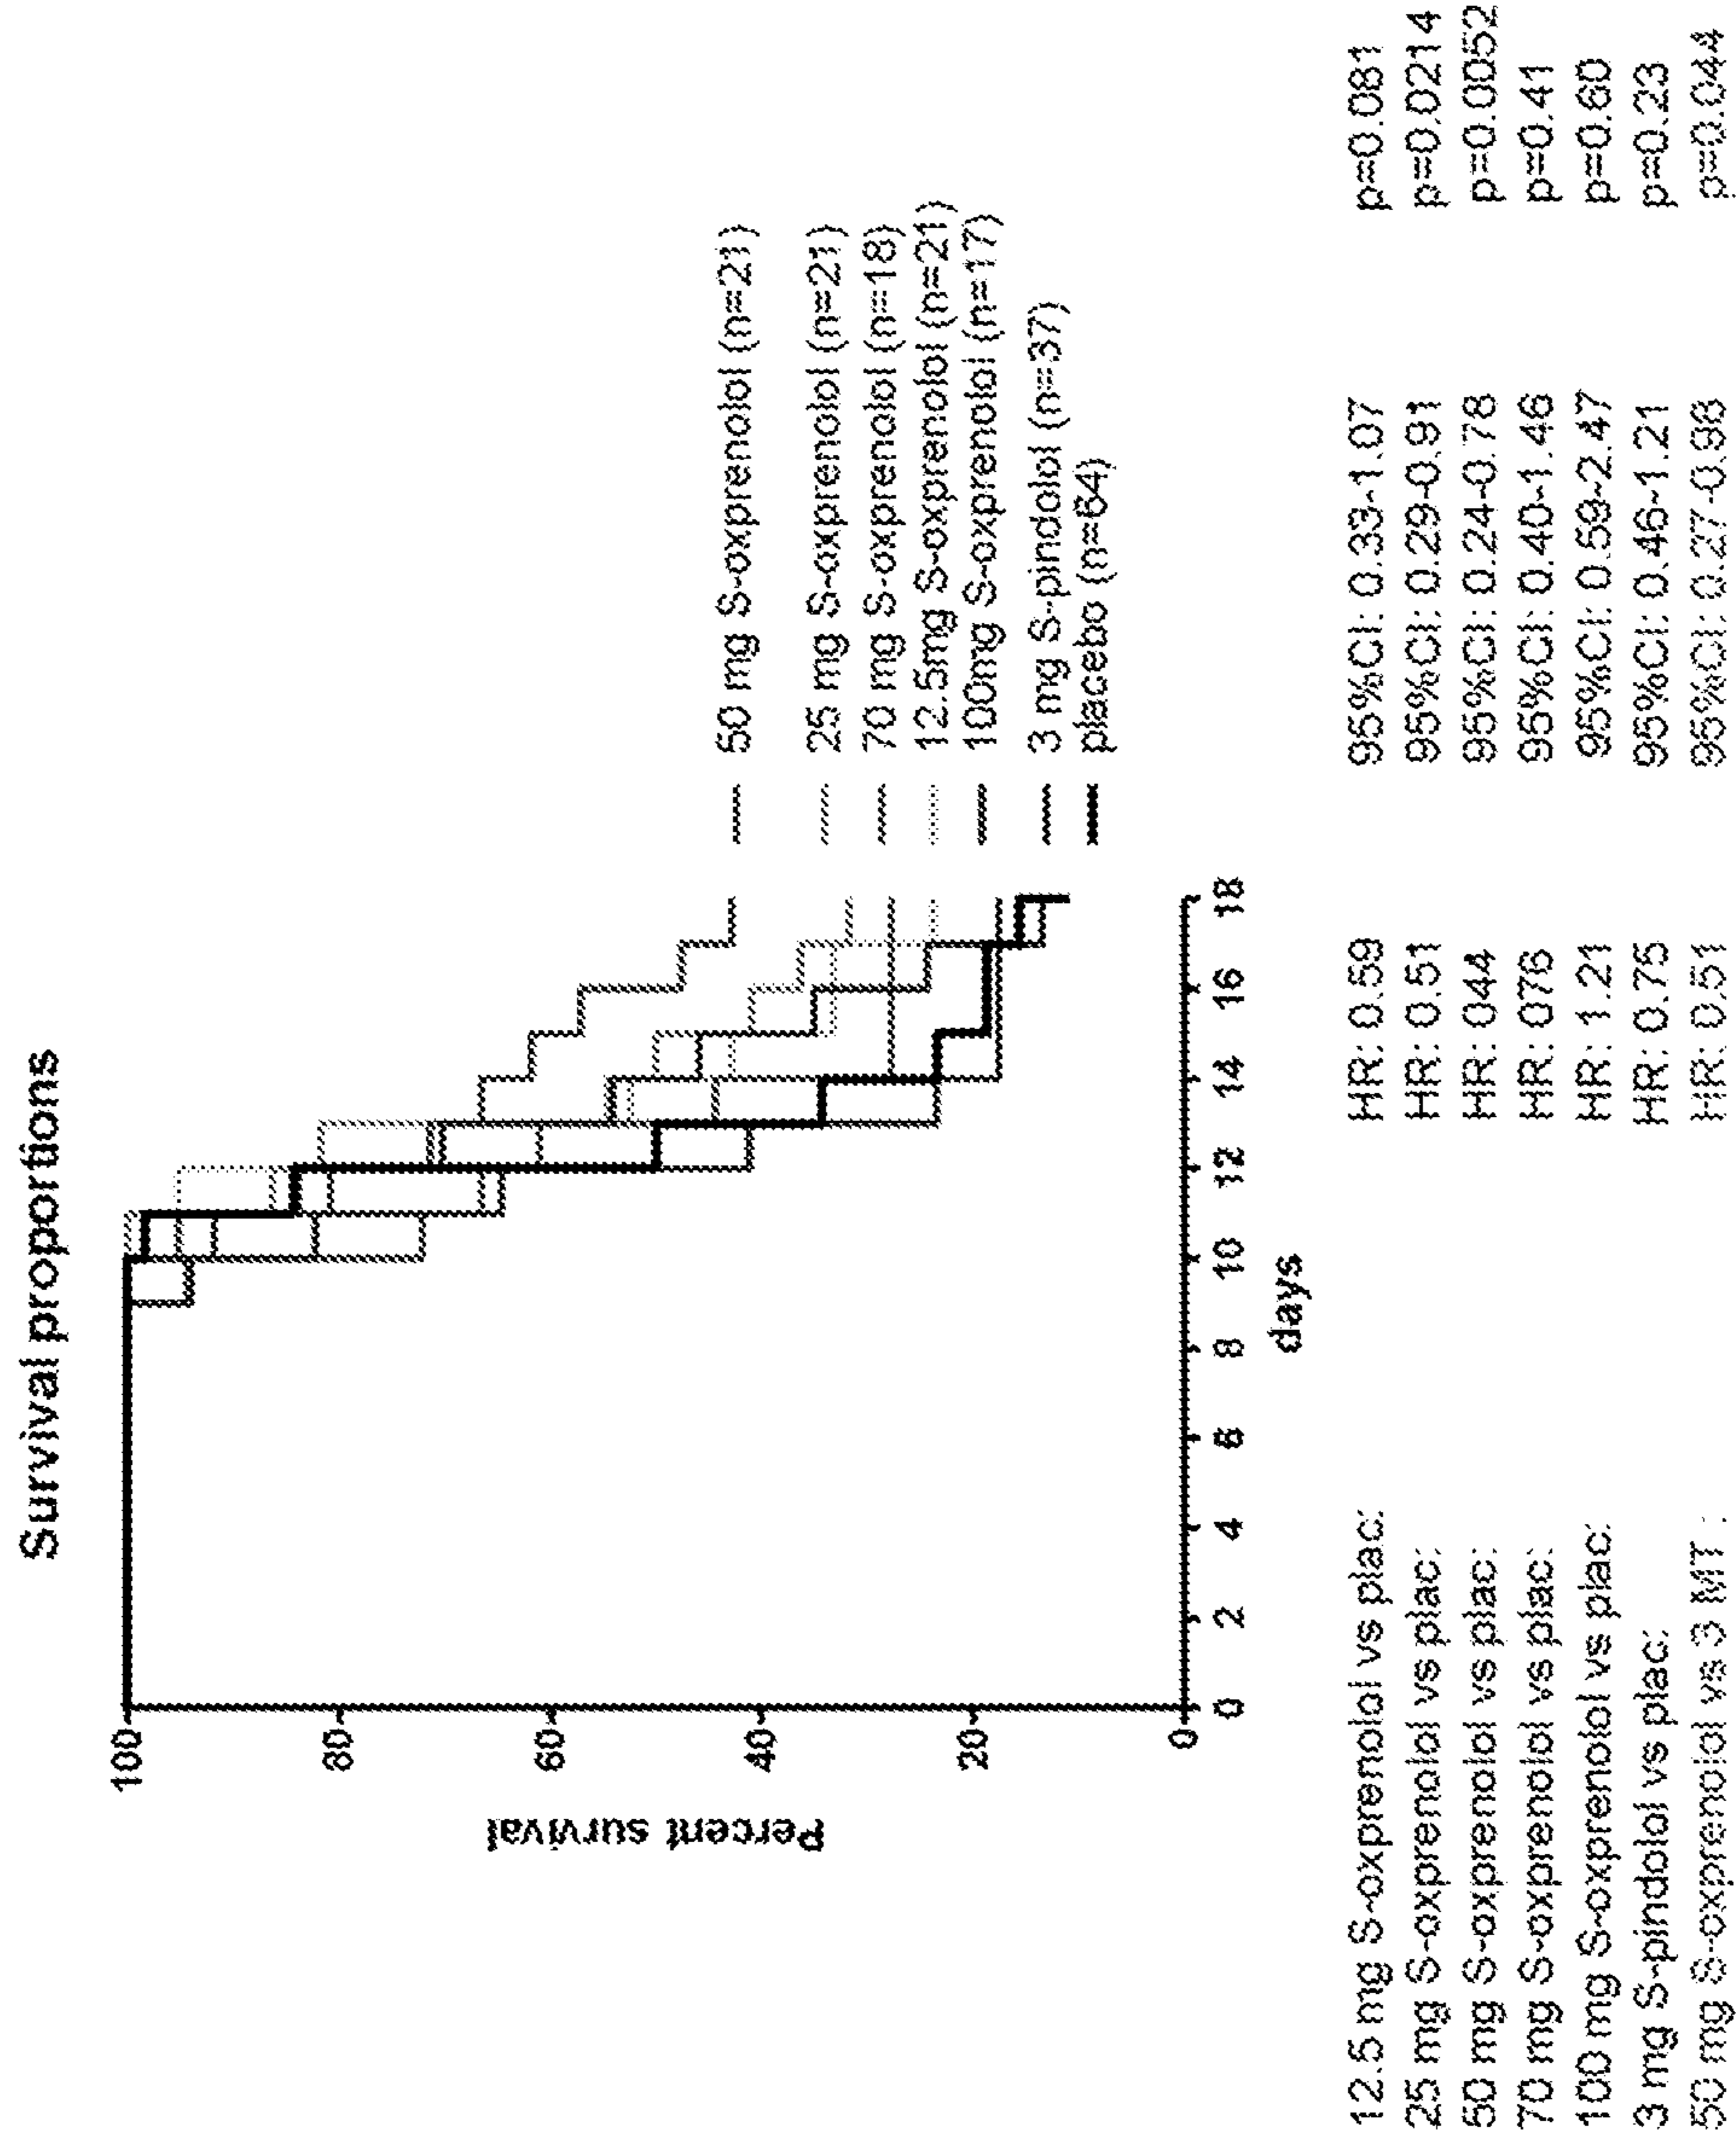 Survival proportions
Percent survival
100
80
60
40
20
0
0 2 4 6 8 10 12 14 16 18
days
50 mg S-oxprenolol (n=21)
25 mg S-oxprenolol (n=21)
70 mg S-oxprenolol (n=18)
12.5mg S-oxprenolol (n=21)
100mg S-oxprenolol (n=17)
3 mg S-pindolol (n=37)
placebo (n=64)
12.5 mg S-oxprenolol vs plac: HR: 0.59 95%CI: 0.33-1.07 p=0.081
25 mg S-oxprenolol vs plac: HR: 0.51 95%CI: 0.29-0.91 p=0.0214
50 mg S-oxprenolol vs plac: HR: 044 95%CI: 0.24-0.78 p=0.0052
70 mg S-oxprenolol vs plac: HR: 076 95%CI: 0.40-1.46 p=0.41
100 mg S-oxprenolol vs plac: HR: 1.21 95%CI: 0.59-2.47 p=0.60
3 mg S-pindolol vs plac: HR: 0.75 95%CI: 0.46-1.21 p=0.23
50 mg S-oxprenolol vs 3 MT : HR: 0.51 95%CI: 0.27-0.98 p=0.044